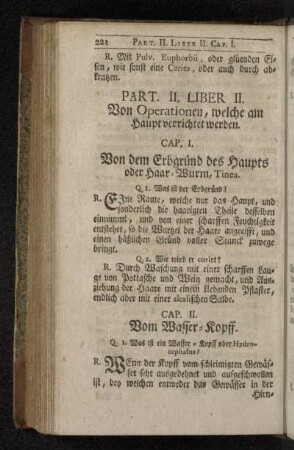 222 PART. II. LIBER II. CAP. I.
R. Mit Pulv. Euphorbii, oder glüenden Ei-
sen, wie sonst eine Caries, oder auch durch ab-
kratzen.
PART. II. LIBER II.
Von Operationen, welche am
Haupt verrichtet werden.
CAP. I.
Von dem Erbgründ des Haupts
oder Haar-Wurm, Tinea.
Q 1. Was ist der Erbgründ?
R. EJne Raute, welche nur das Haupt, und
sonderlich die haarigten Theile desselben
einnimmt, und von einer scharffen Feuchtigkeit
entstehet, so die Wurtzel der Haare angreifft, und
einen häßlichen Gründ voller Stanck zuwege
bringt.
Q 2. Wie wird er curirt?
R. Durch Waschung mit einer scharffen Lau-
ge von Pottasche und Wein gemacht, und Aus-
ziehung der Haare mit einem klebenden Pflaster,
endlich aber mit einer Salbe.
CAP. II.
Vom Wasser-Kopff.
Q 1. Was ist ein Wasser-Kopff oder Hydro-
cephalus?
R. WEnn der Kopff vom schleimigten Gewäs-
ser sehr ausgedehnet und aufgeschwollen
ist, bey welchen entweder das Gewässer in der
Hirn-